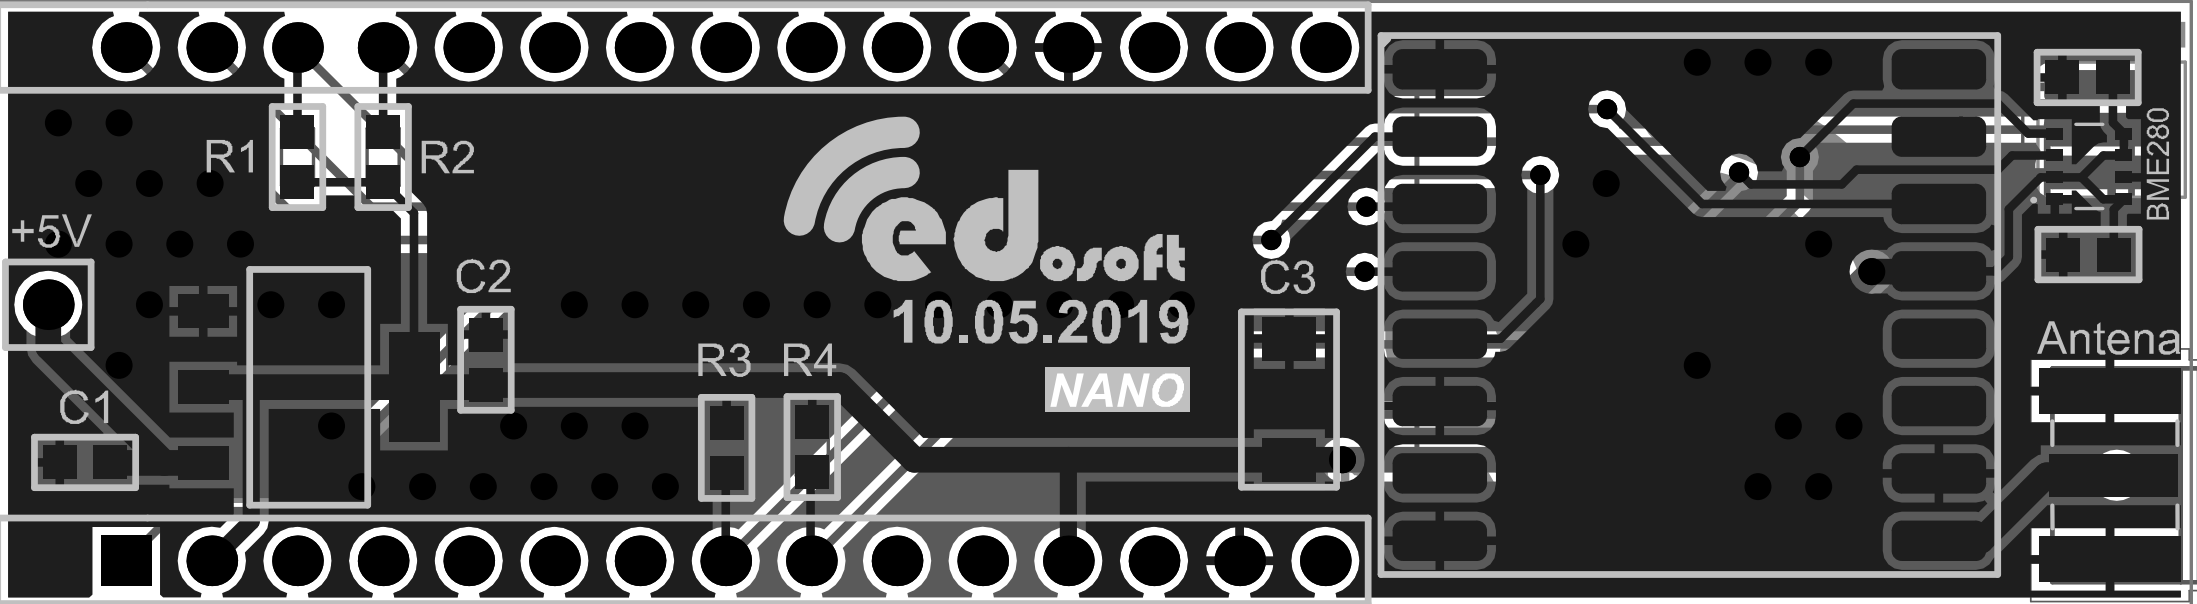 R1
R2
BME280
+5V
edosoft
C2
C3
10.05.2019
R3
R4
Antena
NANO
C1